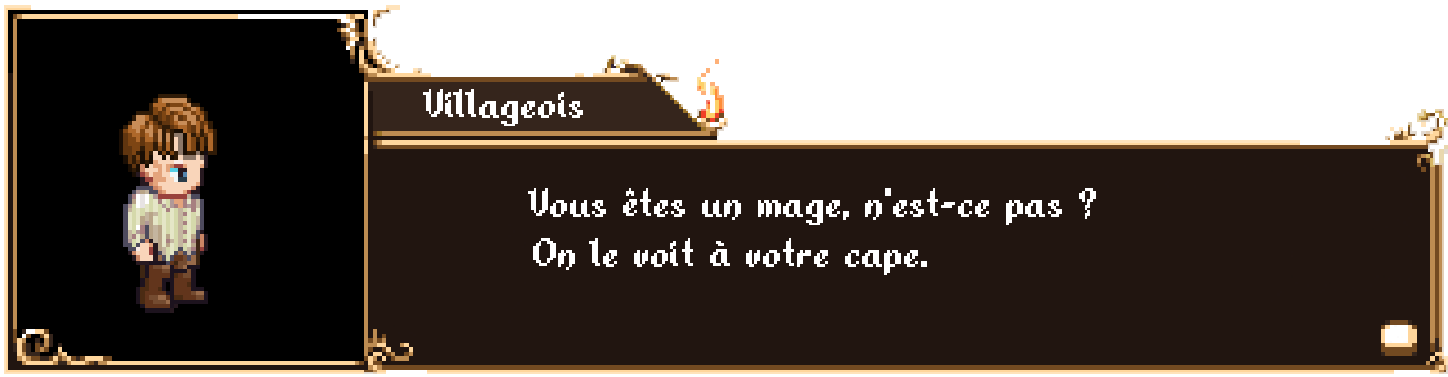 Villageois
Vous êtes un mage, n'est-ce pas ?
On le voit à votre cape.